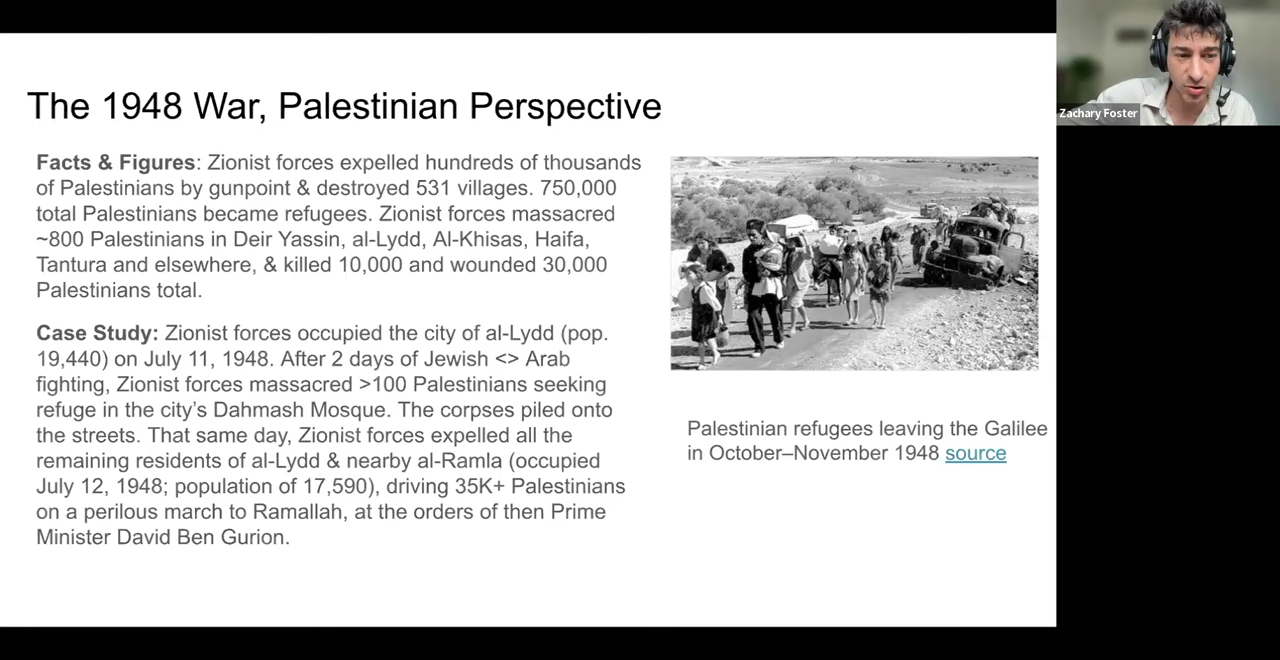 The 1948 War, Palestinian Perspective
Facts & Figures: Zionist forces expelled hundreds of thousands
of Palestinians by gunpoint & destroyed 531 villages. 750,000
total Palestinians became refugees. Zionist forces massacred
~800 Palestinians in Deir Yassin, al-Lydd, Al-Khisas, Haifa,
Tantura and elsewhere, & killed 10,000 and wounded 30,000
Palestinians total.
Case Study: Zionist forces occupied the city of al-Lydd (pop.
19,440) on July 11, 1948. After 2 days of Jewish <> Arab
fighting, Zionist forces massacred >100 Palestinians seeking
refuge in the city’s Dahmash Mosque. The corpses piled onto
the streets. That same day, Zionist forces expelled all the
remaining residents of al-Lydd & nearby al-Ramla (occupied
July 12, 1948; population of 17,590), driving 35K+ Palestinians
on a perilous march to Ramallah, at the orders of then Prime
Minister David Ben Gurion.
Palestinian refugees leaving the Galilee
in October–November 1948 source
Zachary Foster